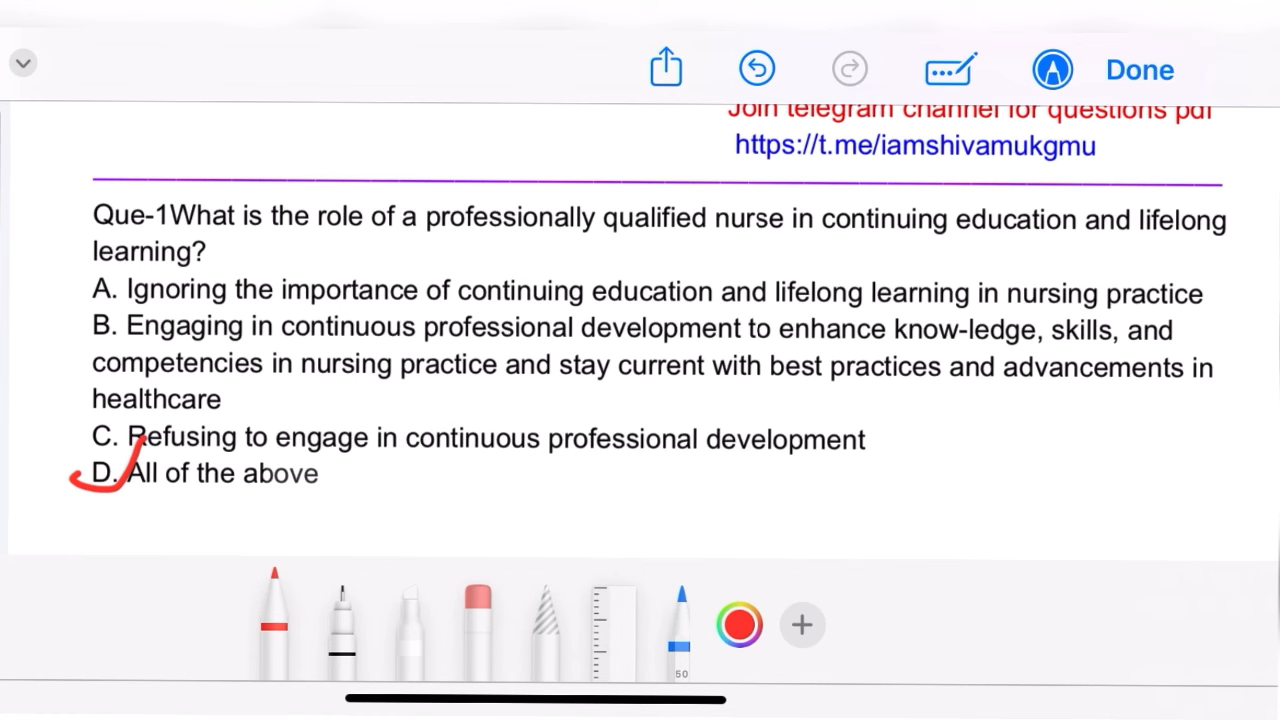 Done
Join telegram channel for questions pdf
https://t.me/iamshivamukgmu
Que-1What is the role of a professionally qualified nurse in continuing education and lifelong
learning?
A. Ignoring the importance of continuing education and lifelong learning in nursing practice
B. Engaging in continuous professional development to enhance know-ledge, skills, and
competencies in nursing practice and stay current with best practices and advancements in
healthcare
C. Refusing to engage in continuous professional development
D. All of the above
50